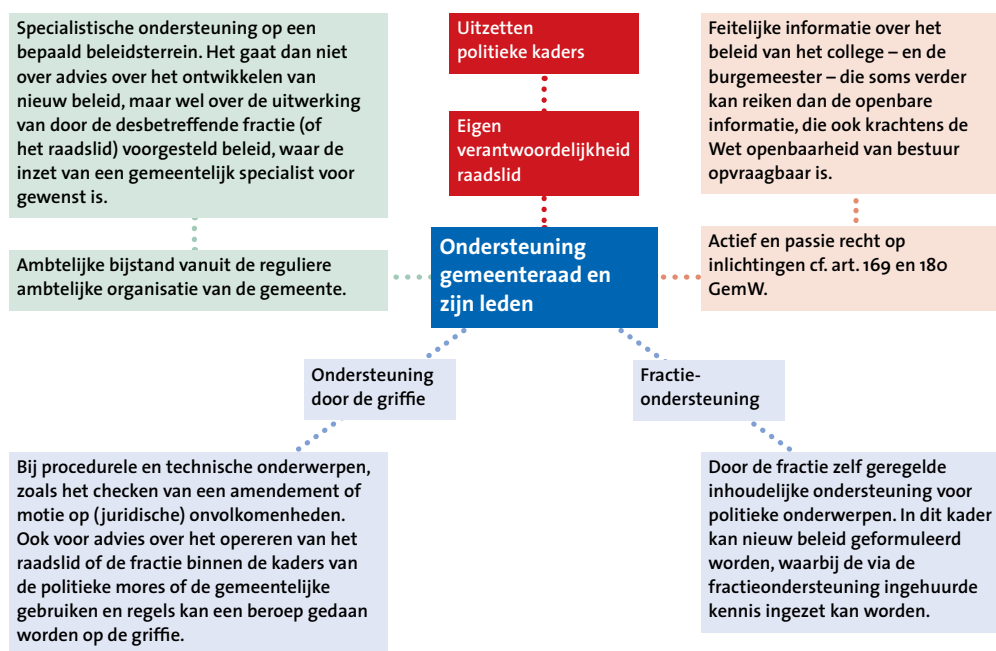 Specialistische ondersteuning op een
bepaald beleidsterrein. Het gaat dan niet
over advies over het ontwikkelen van
nieuw beleid, maar wel over de uitwerking
van door de desbetreffende fractie (of
het raadslid) voorgesteld beleid, waar de
inzet van een gemeentelijk specialist voor
gewenst is.
Ambtelijke bijstand vanuit de reguliere
ambtelijke organisatie van de gemeente.
Uitzetten
politieke kaders
Eigen
verantwoordelijkheid
raadslid
Ondersteuning
gemeenteraad en
zijn leden
Feitelijke informatie over het
beleid van het college – en de
burgemeester – die soms verder
kan reiken dan de openbare
informatie, die ook krachtens de
Wet openbaarheid van bestuur
opvraagbaar is.
Actief en passie recht op
inlichtingen cf. art. 169 en 180
GemW.
Ondersteuning
door de griffie
Bij procedurele en technische onderwerpen,
zoals het checken van een amendement of
motie op (juridische) onvolkomenheden.
Ook voor advies over het opereren van het
raadslid of de fractie binnen de kaders van
de politieke mores of de gemeentelijke
gebruiken en regels kan een beroep gedaan
worden op de griffie.
Fractie-
ondersteuning
Door de fractie zelf geregelde
inhoudelijke ondersteuning voor
politieke onderwerpen. In dit kader
kan nieuw beleid geformuleerd
worden, waarbij de via de
fractieondersteuning ingehuurde
kennis ingezet kan worden.